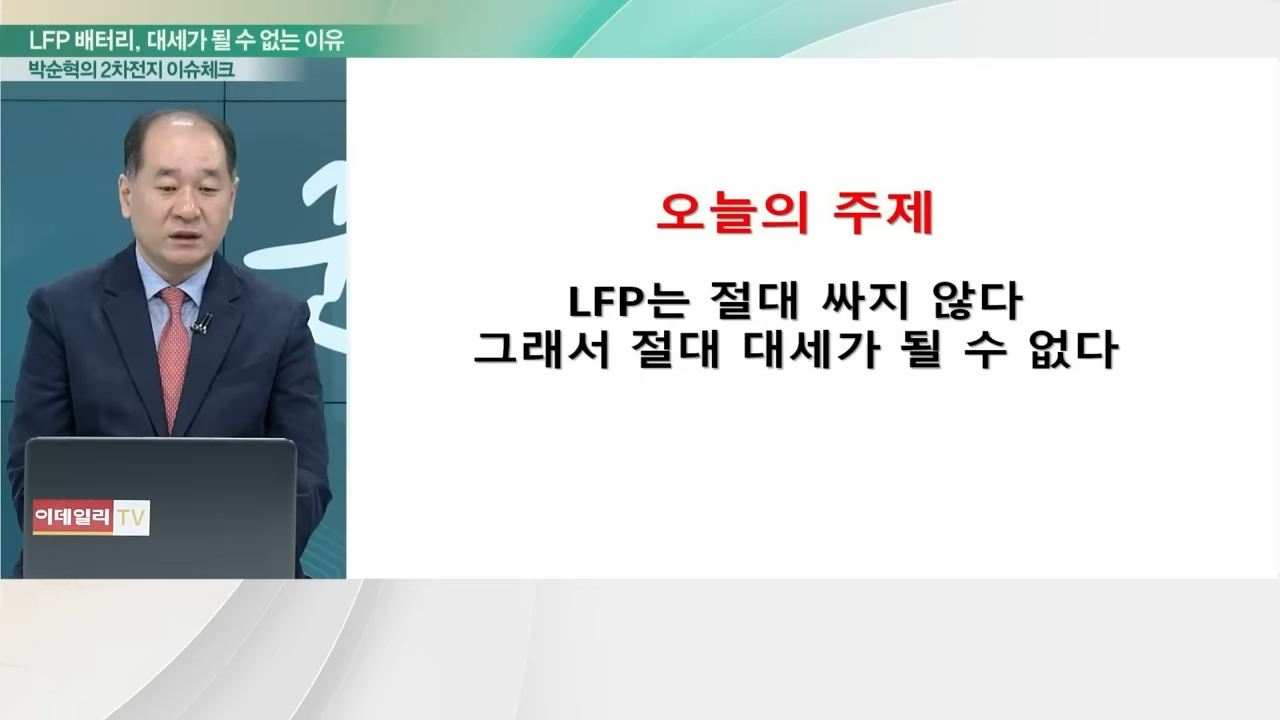 LFP 배터리, 대세가 될 수 없는 이유
박순혁의 2차전지 이슈체크
오늘의 주제
LFP는 절대 싸지 않다
그래서 절대 대세가 될 수 없다
이데일리 TV